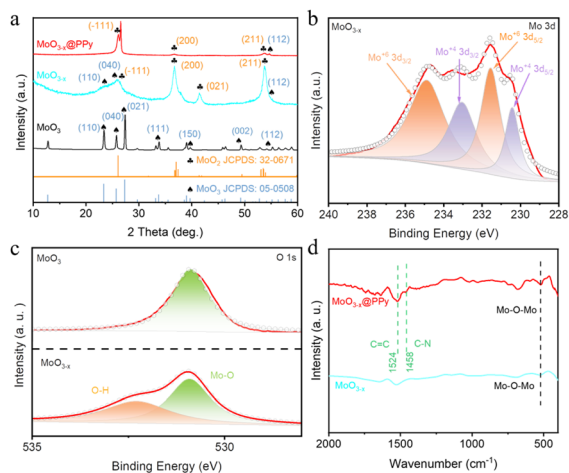 a
(-111)
MoO3-x@PPy
(200)
(211)
(112)
MoO3-x
(110)
(040)
(-111)
(200)
(021)
(211)
(112)
MoO3
(110)
(040)
(021)
(111)
(150)
(002)
(112)
♣ MoO2 JCPDS: 32-0671
♠ MoO3 JCPDS: 05-0508
Intensity (a.u.)
10 20 30 40 50 60
2 Theta (deg.)
b
MoO3-x
Mo 3d
Mo+6 3d3/2
Mo+4 3d3/2
Mo+6 3d5/2
Mo+4 3d5/2
Intensity (a.u.)
240 238 236 234 232 230 228
Binding Energy (eV)
c
MoO3
O 1s
MoO3-x
O-H
Mo-O
Intensity (a. u. )
535 530
Binding Energy (eV)
d
MoO3-x@PPy
Mo-O-Mo
C=C
C-N
1524
1458
MoO3-x
Mo-O-Mo
Intensity (a. u.)
2000 1500 1000 500
Wavenumber (cm-1)